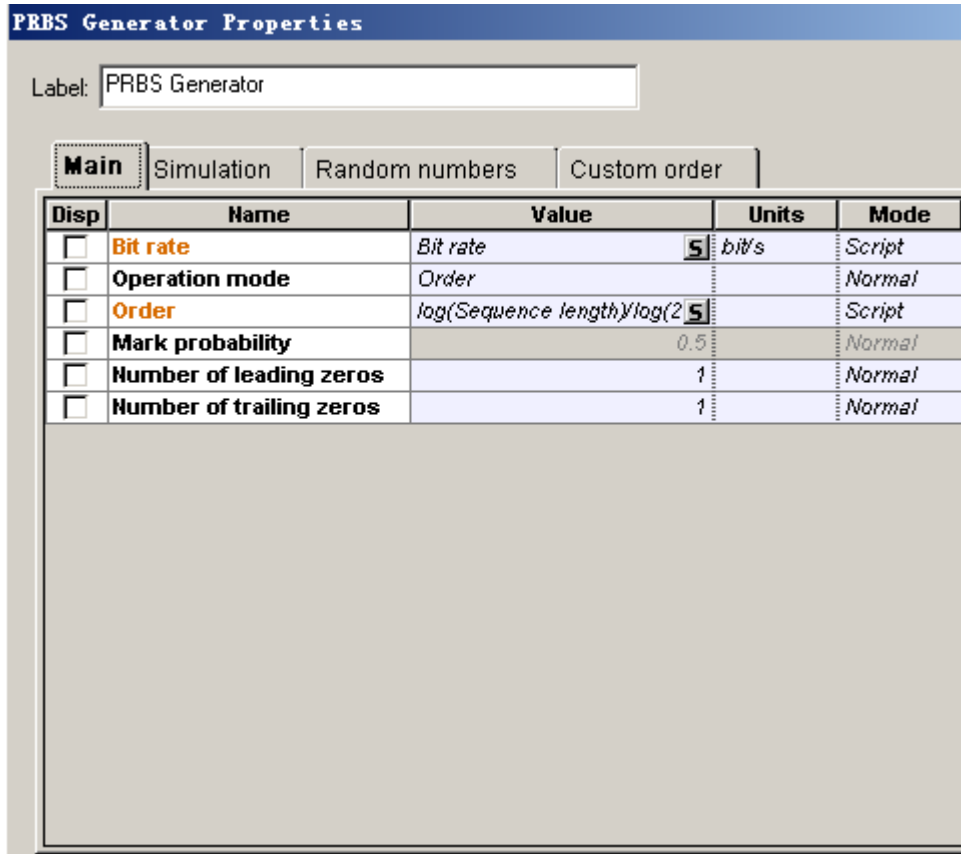 PRBS Generator Properties
Label: PRBS Generator
Main Simulation Random numbers Custom order
Disp Name Value Units Mode
Bit rate Bit rate S bit/s Script
Operation mode Order Normal
Order log(Sequence length)/log(2 S Script
Mark probability 0.5 Normal
Number of leading zeros 1 Normal
Number of trailing zeros 1 Normal